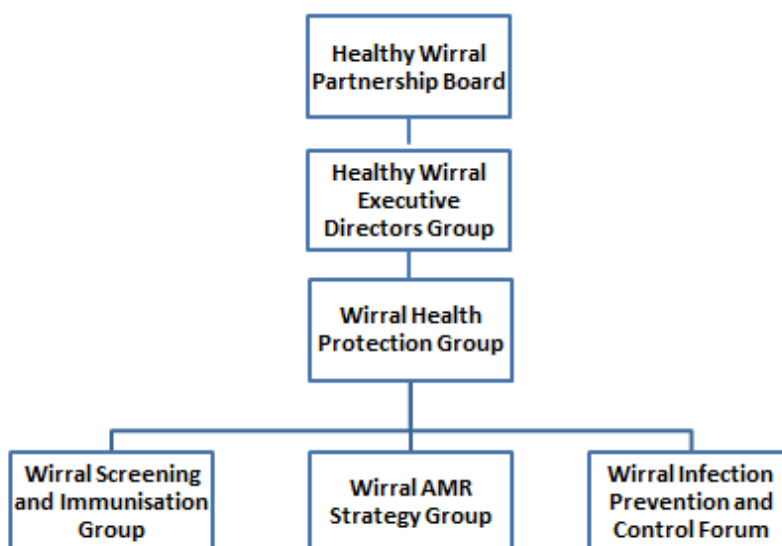 Healthy Wirral
Partnership Board
Healthy Wirral
Executive
Directors Group
Wirral Health
Protection Group
Wirral Screening
and Immunisation
Group
Wirral AMR
Strategy Group
Wirral Infection
Prevention and
Control Forum